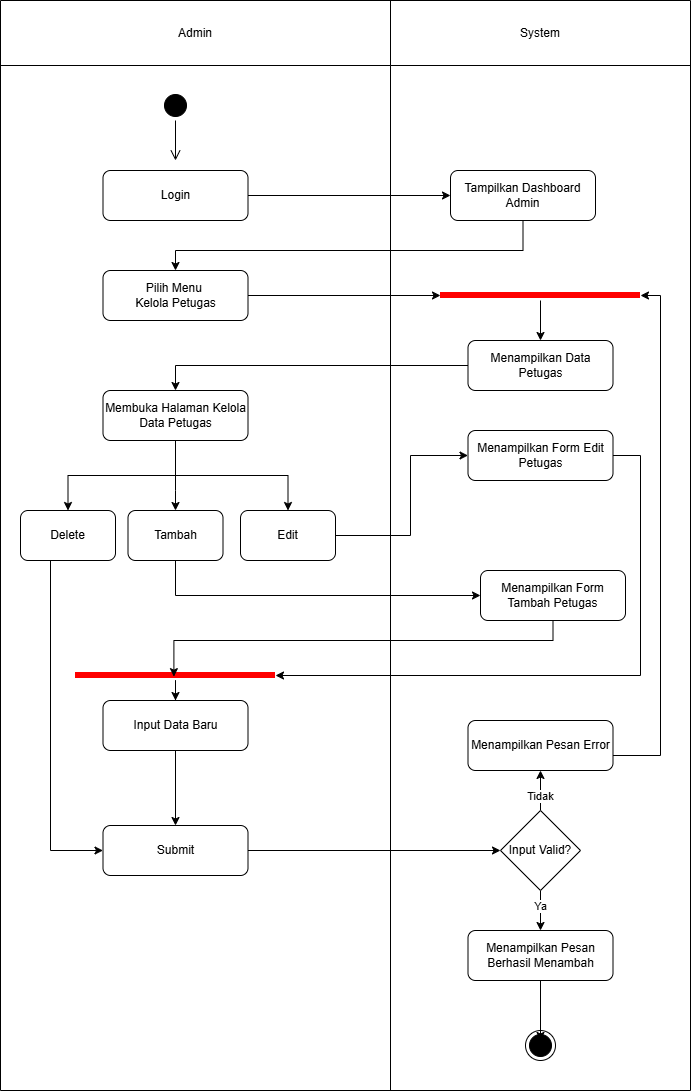 Admin
System
Login
Tampilkan Dashboard
Admin
Pilih Menu
Kelola Petugas
Menampilkan Data
Petugas
Membuka Halaman Kelola
Data Petugas
Menampilkan Form Edit
Petugas
Delete
Tambah
Edit
Menampilkan Form
Tambah Petugas
Input Data Baru
Menampilkan Pesan Error
Tidak
Submit
Input Valid?
Ya
Menampilkan Pesan
Berhasil Menambah